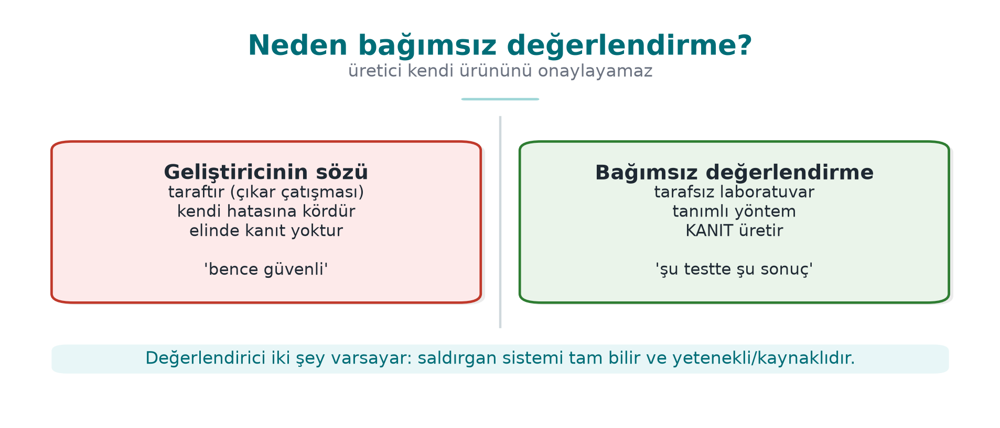 Neden bağımsız değerlendirme?
üretici kendi ürününü onaylayamaz
Geliştiricinin sözü
taraftır (çıkar çatışması)
kendi hatasına kördür
elinde kanıt yoktur
'bence güvenli'
Bağımsız değerlendirme
tarafsız laboratuvar
tanımlı yöntem
KANIT üretir
'şu testte şu sonuç'
Değerlendirici iki şey varsayar: saldırgan sistemi tam bilir ve yetenekli/kaynaklıdır.